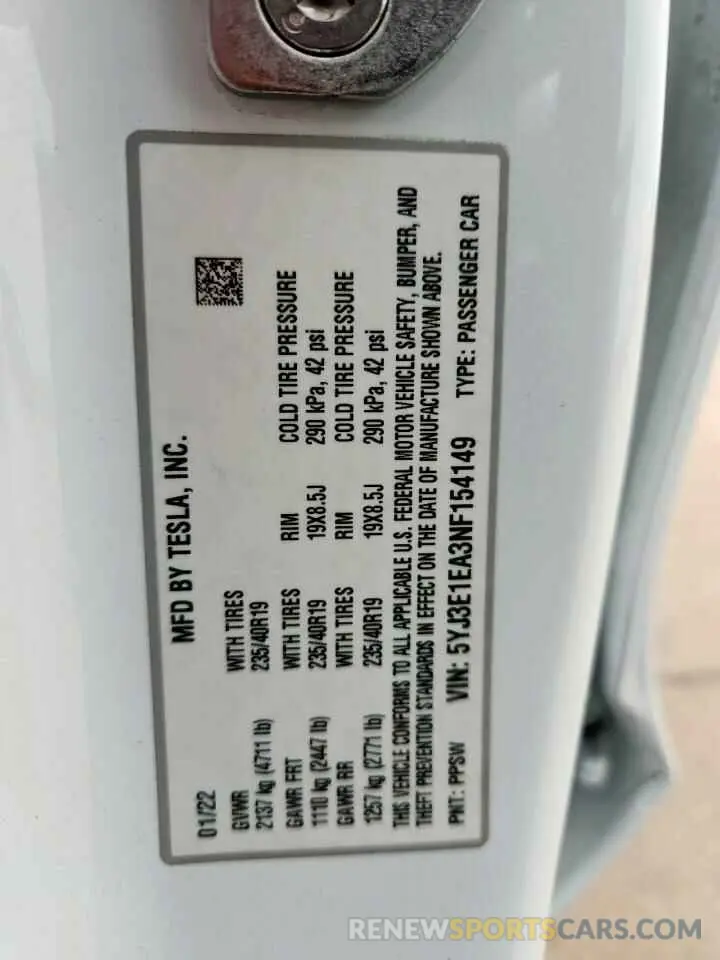 MFD BY TESLA, INC.
01/22
GVWR WITH TIRES
2137 kg (4711 lb) 235/40R19
GAWR FRT WITH TIRES RIM COLD TIRE PRESSURE
1110 kg (2447 lb) 235/40R19 19X8.5J 290 kPa, 42 psi
GAWR RR WITH TIRES RIM COLD TIRE PRESSURE
1257 kg (2771 lb) 235/40R19 19X8.5J 290 kPa, 42 psi
THIS VEHICLE CONFORMS TO ALL APPLICABLE U.S. FEDERAL MOTOR VEHICLE SAFETY, BUMPER, AND
THEFT PREVENTION STANDARDS IN EFFECT ON THE DATE OF MANUFACTURE SHOWN ABOVE.
PNT: PPSW VIN: 5YJ3E1EA3NF154149 TYPE: PASSENGER CAR
RENEWSPORTSCARS.COM